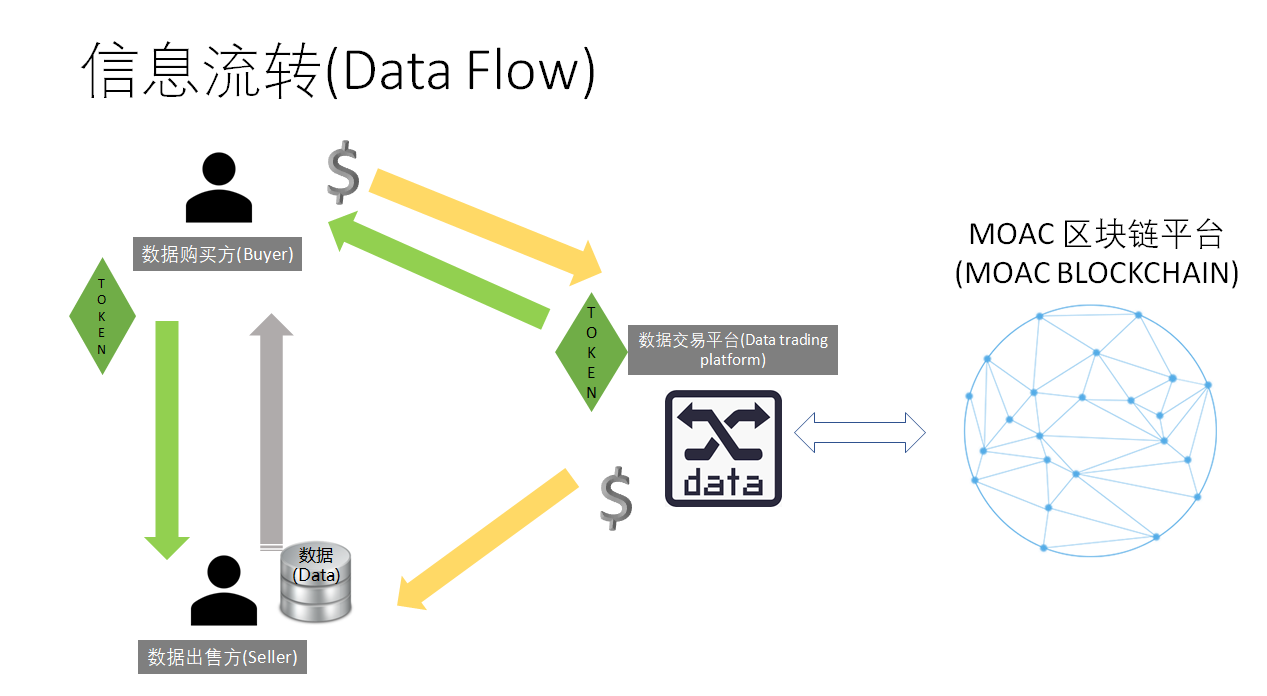 信息流转(Data Flow)
$
数据购买方(Buyer)
MOAC 区块链平台
(MOAC BLOCKCHAIN)
TOKEN
TOKEN
数据交易平台(Data trading
platform)
data
$
数据
(Data)
数据出售方(Seller)